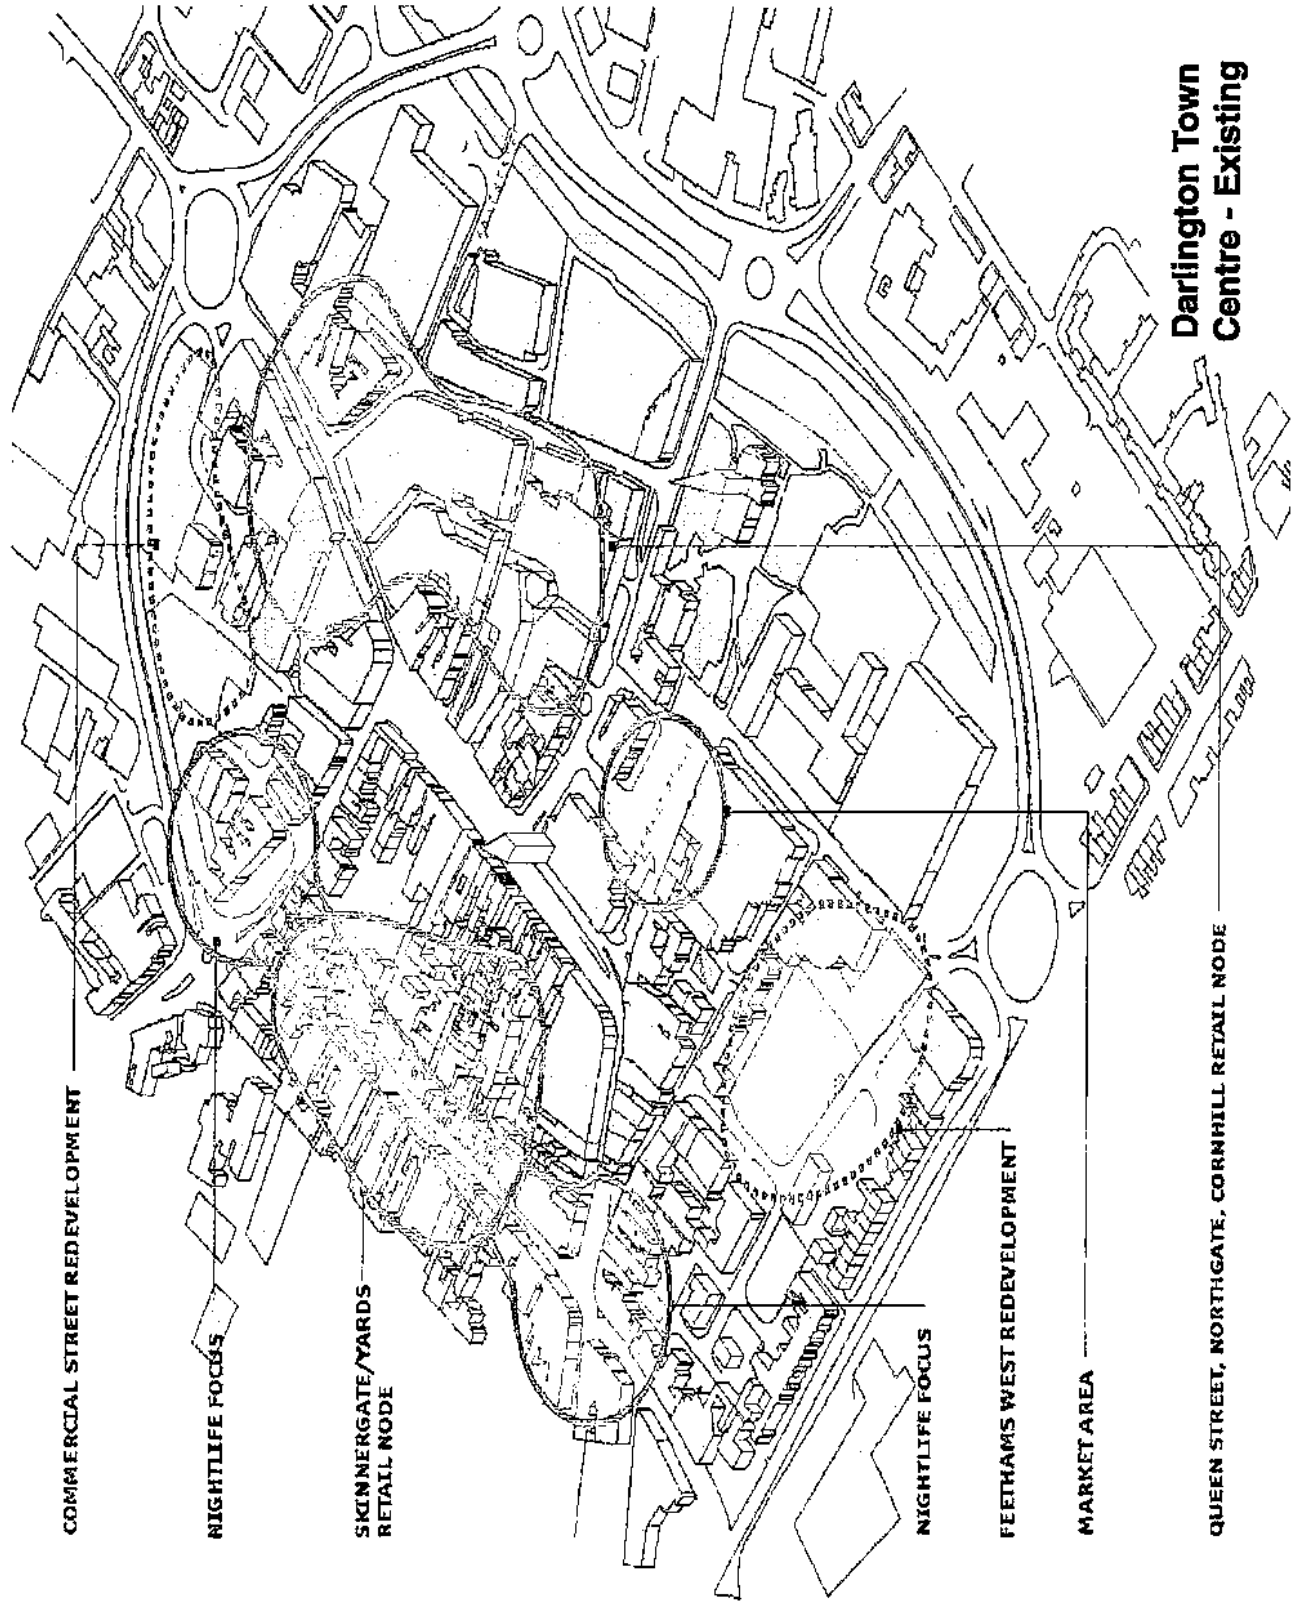 Darlington Town
Centre - Existing
COMMERCIAL STREET REDEVELOPMENT
NIGHTLIFE FOCUS
SKINNERGATE/YARDS
RETAIL NODE
NIGHTLIFE FOCUS
FEETHAMS WEST REDEVELOPMENT
MARKET AREA
QUEEN STREET, NORTHGATE, CORNHILL RETAIL NODE